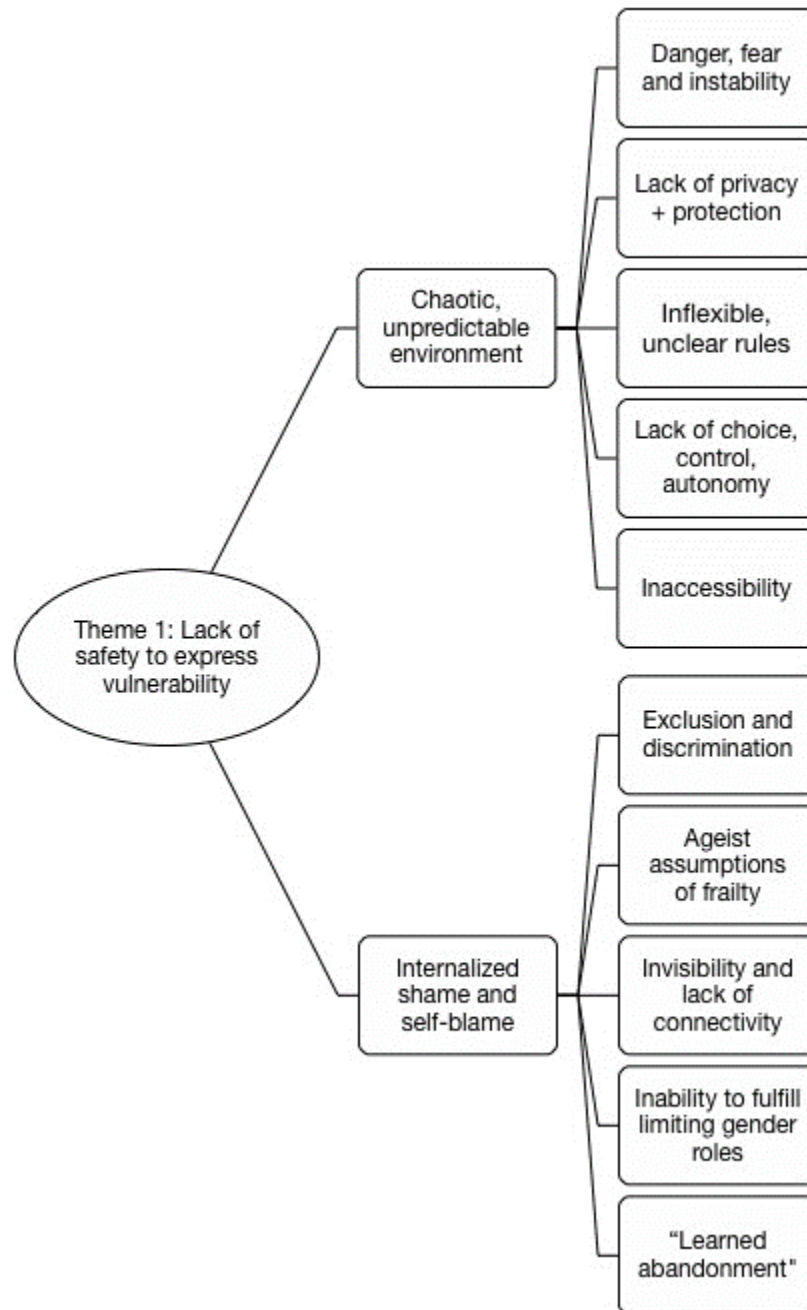 Danger, fear
and instability
Lack of privacy
+ protection
Chaotic,
unpredictable
environment
Inflexible,
unclear rules
Lack of choice,
control,
autonomy
Inaccessibility
Theme 1: Lack of
safety to express
vulnerability
Exclusion and
discrimination
Ageist
assumptions
of frailty
Internalized
shame and
self-blame
Invisibility and
lack of
connectivity
Inability to fulfill
limiting gender
roles
“Learned
abandonment"